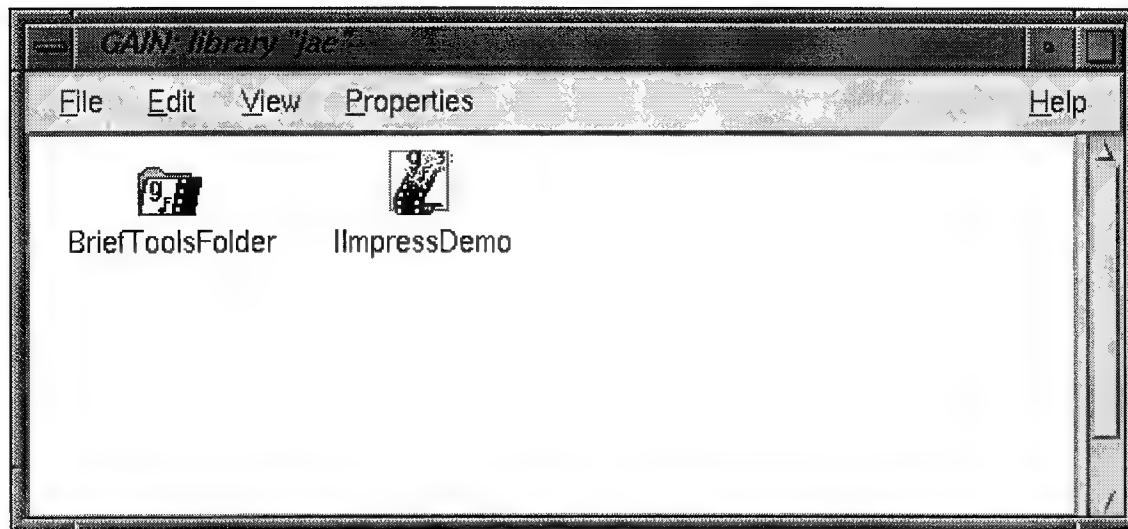 GAIN: library "jae"
File Edit View Properties Help
BriefToolsFolder IImpressDemo